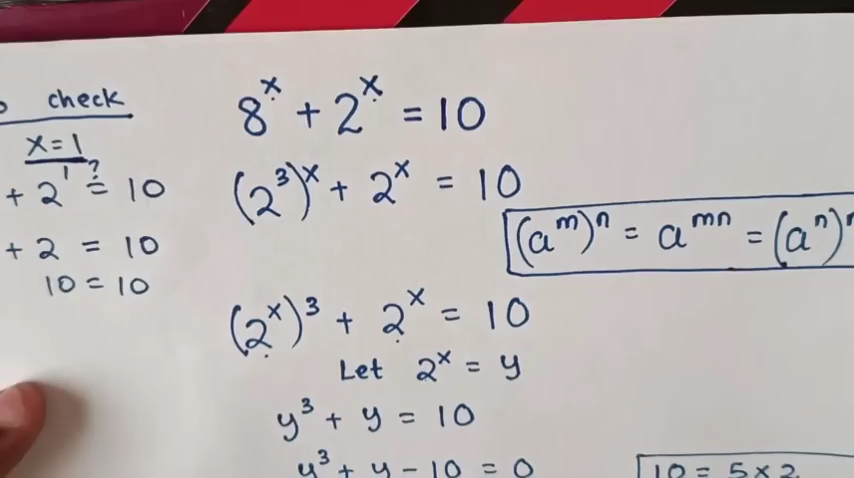 check
x=1
+ 2¹ ≟ 10
+ 2 = 10
10 = 10
8ˣ + 2ˣ = 10
(2³)ˣ + 2ˣ = 10
(aᵐ)ⁿ = aᵐⁿ = (aⁿ)
(2ˣ)³ + 2ˣ = 10
Let 2ˣ = y
y³ + y = 10
y³ + y - 10 = 0
10 = 5 × 2